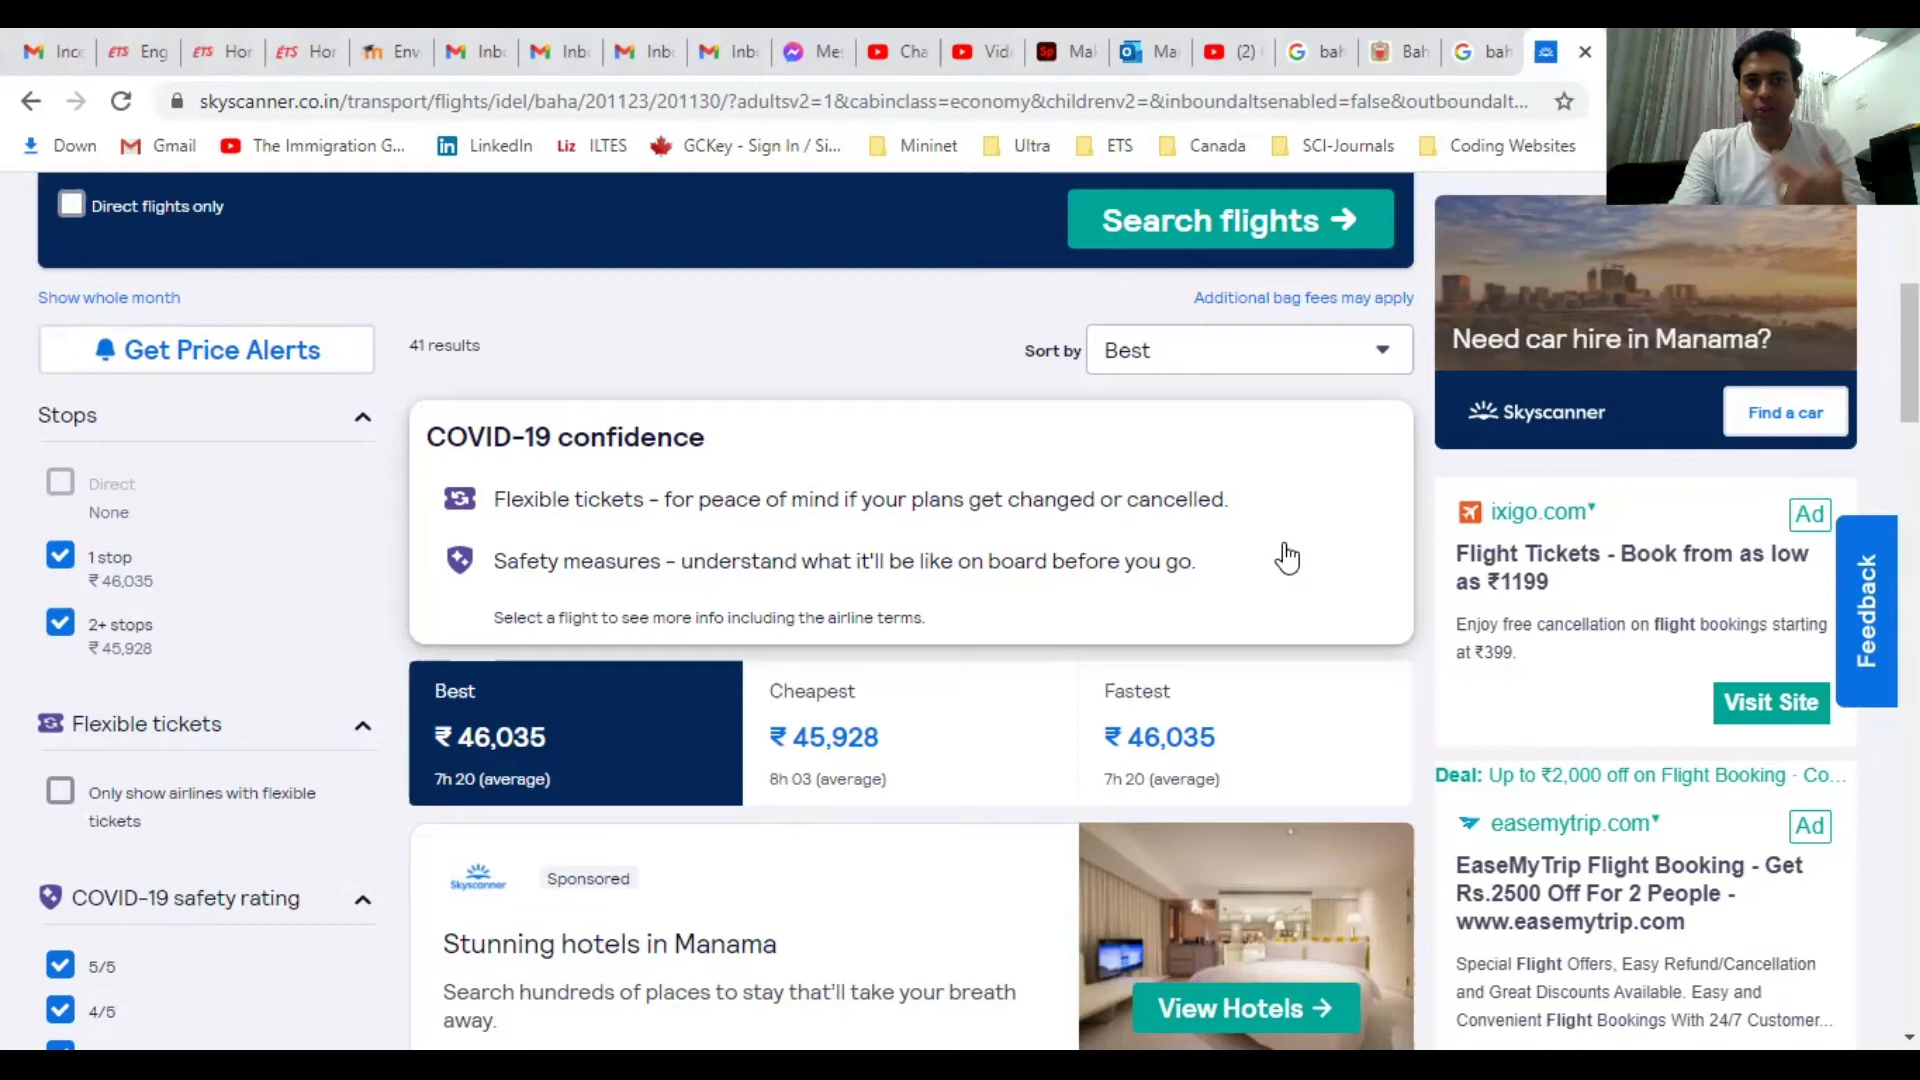 Inc
ETS Eng
ETS Hor
ETS Hor
Env
Inb
Inb
Inb
Inb
Me
Cha
Vid
Sp Mal
Mai
(2)
bah
Bah
bah
skyscanner.co.in/transport/flights/idel/baha/201123/201130/?adultsv2=1&cabinclass=economy&childrenv2=&inboundaltsenabled=false&outboundalt...
Down
Gmail
The Immigration G...
in LinkedIn
Liz ILTES
GCKey - Sign In / Si...
Mininet
Ultra
ETS
Canada
SCI-Journals
Coding Websites
Direct flights only
Search flights →
Show whole month
Additional bag fees may apply
Get Price Alerts
41 results
Sort by
Best
Stops
Direct
None
1 stop
₹ 46,035
2+ stops
₹ 45,928
Flexible tickets
Only show airlines with flexible
tickets
COVID-19 safety rating
5/5
4/5
COVID-19 confidence
Flexible tickets - for peace of mind if your plans get changed or cancelled.
Safety measures - understand what it'll be like on board before you go.
Select a flight to see more info including the airline terms.
Best
₹ 46,035
7h 20 (average)
Cheapest
₹ 45,928
8h 03 (average)
Fastest
₹ 46,035
7h 20 (average)
Skyscanner
Sponsored
Stunning hotels in Manama
Search hundreds of places to stay that'll take your breath
away.
View Hotels →
Need car hire in Manama?
Skyscanner
Find a car
ixigo.com
Ad
Flight Tickets - Book from as low
as ₹1199
Enjoy free cancellation on flight bookings starting
at ₹399.
Visit Site
Feedback
Deal: Up to ₹2,000 off on Flight Booking · Co...
easemytrip.com
Ad
EaseMyTrip Flight Booking - Get
Rs.2500 Off For 2 People -
www.easemytrip.com
Special Flight Offers, Easy Refund/Cancellation
and Great Discounts Available. Easy and
Convenient Flight Bookings With 24/7 Customer...